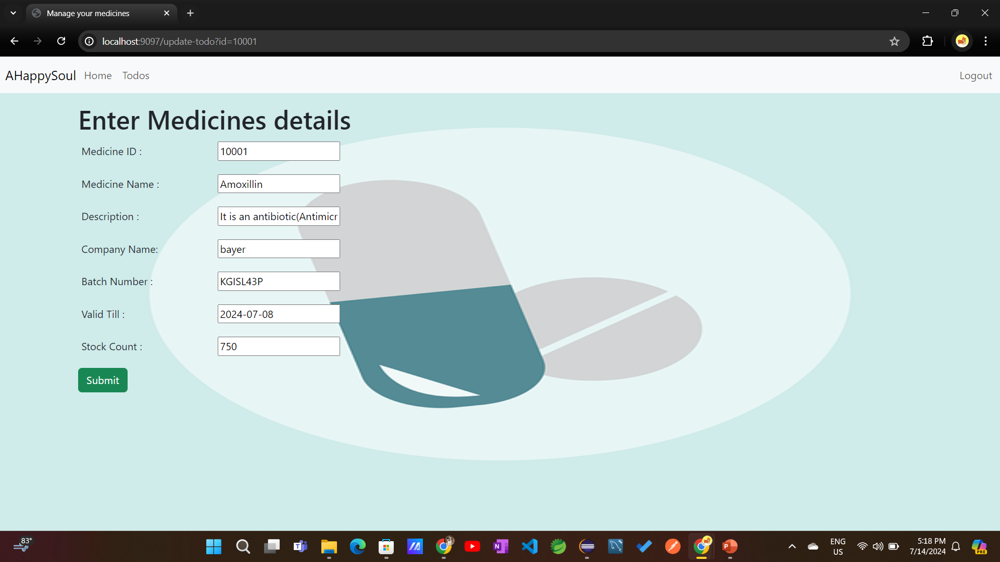 Manage your medicines
localhost:9097/update-todo?id=10001
AHappySoul Home Todos Logout
Enter Medicines details
Medicine ID : 10001
Medicine Name : Amoxillin
Description : It is an antibiotic(Antimicr
Company Name: bayer
Batch Number : KGISL43P
Valid Till : 2024-07-08
Stock Count : 750
Submit
83°
ENG
US
5:18 PM
7/14/2024
PRE